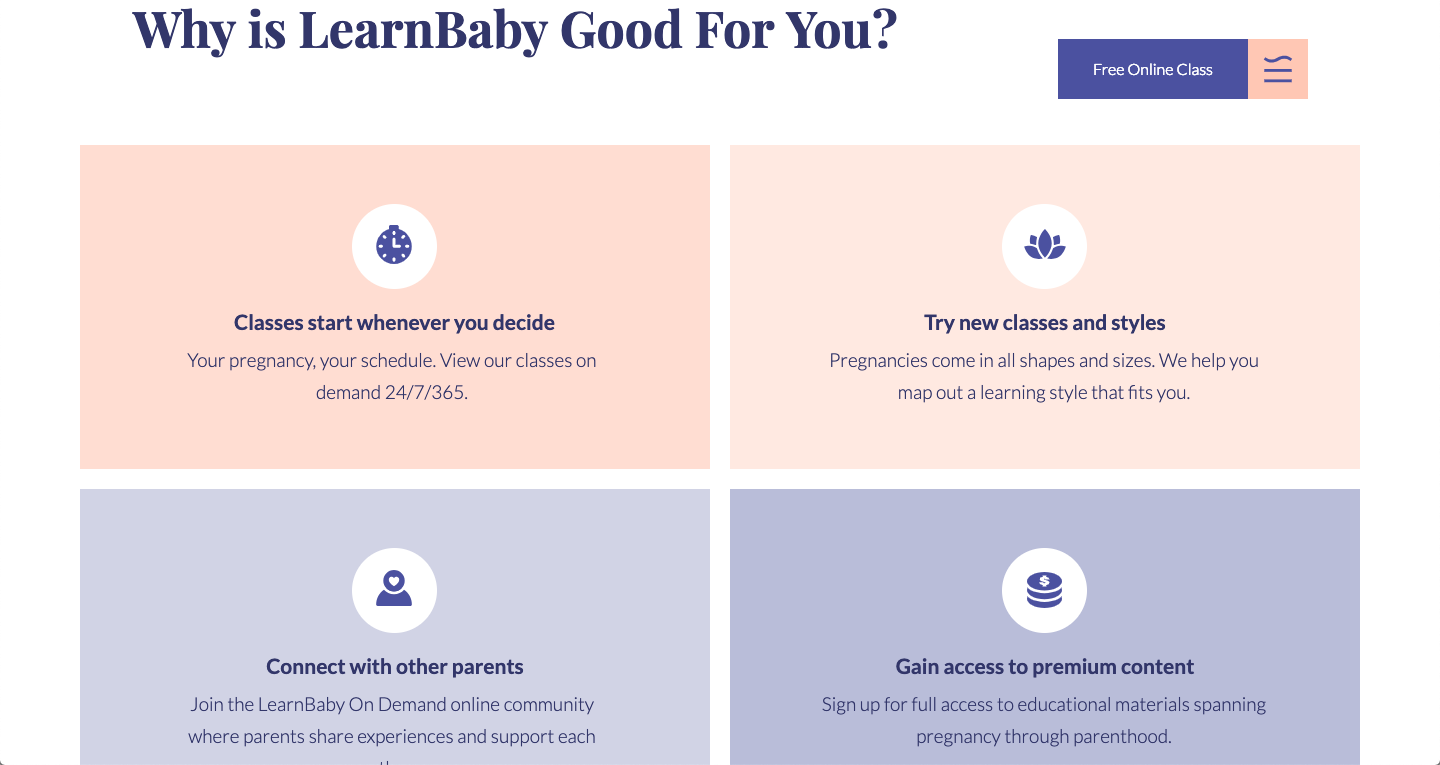 Why is LearnBaby Good For You?
Free Online Class
Classes start whenever you decide
Your pregnancy, your schedule. View our classes on
demand 24/7/365.
Try new classes and styles
Pregnancies come in all shapes and sizes. We help you
map out a learning style that fits you.
Connect with other parents
Join the LearnBaby On Demand online community
where parents share experiences and support each
Gain access to premium content
Sign up for full access to educational materials spanning
pregnancy through parenthood.